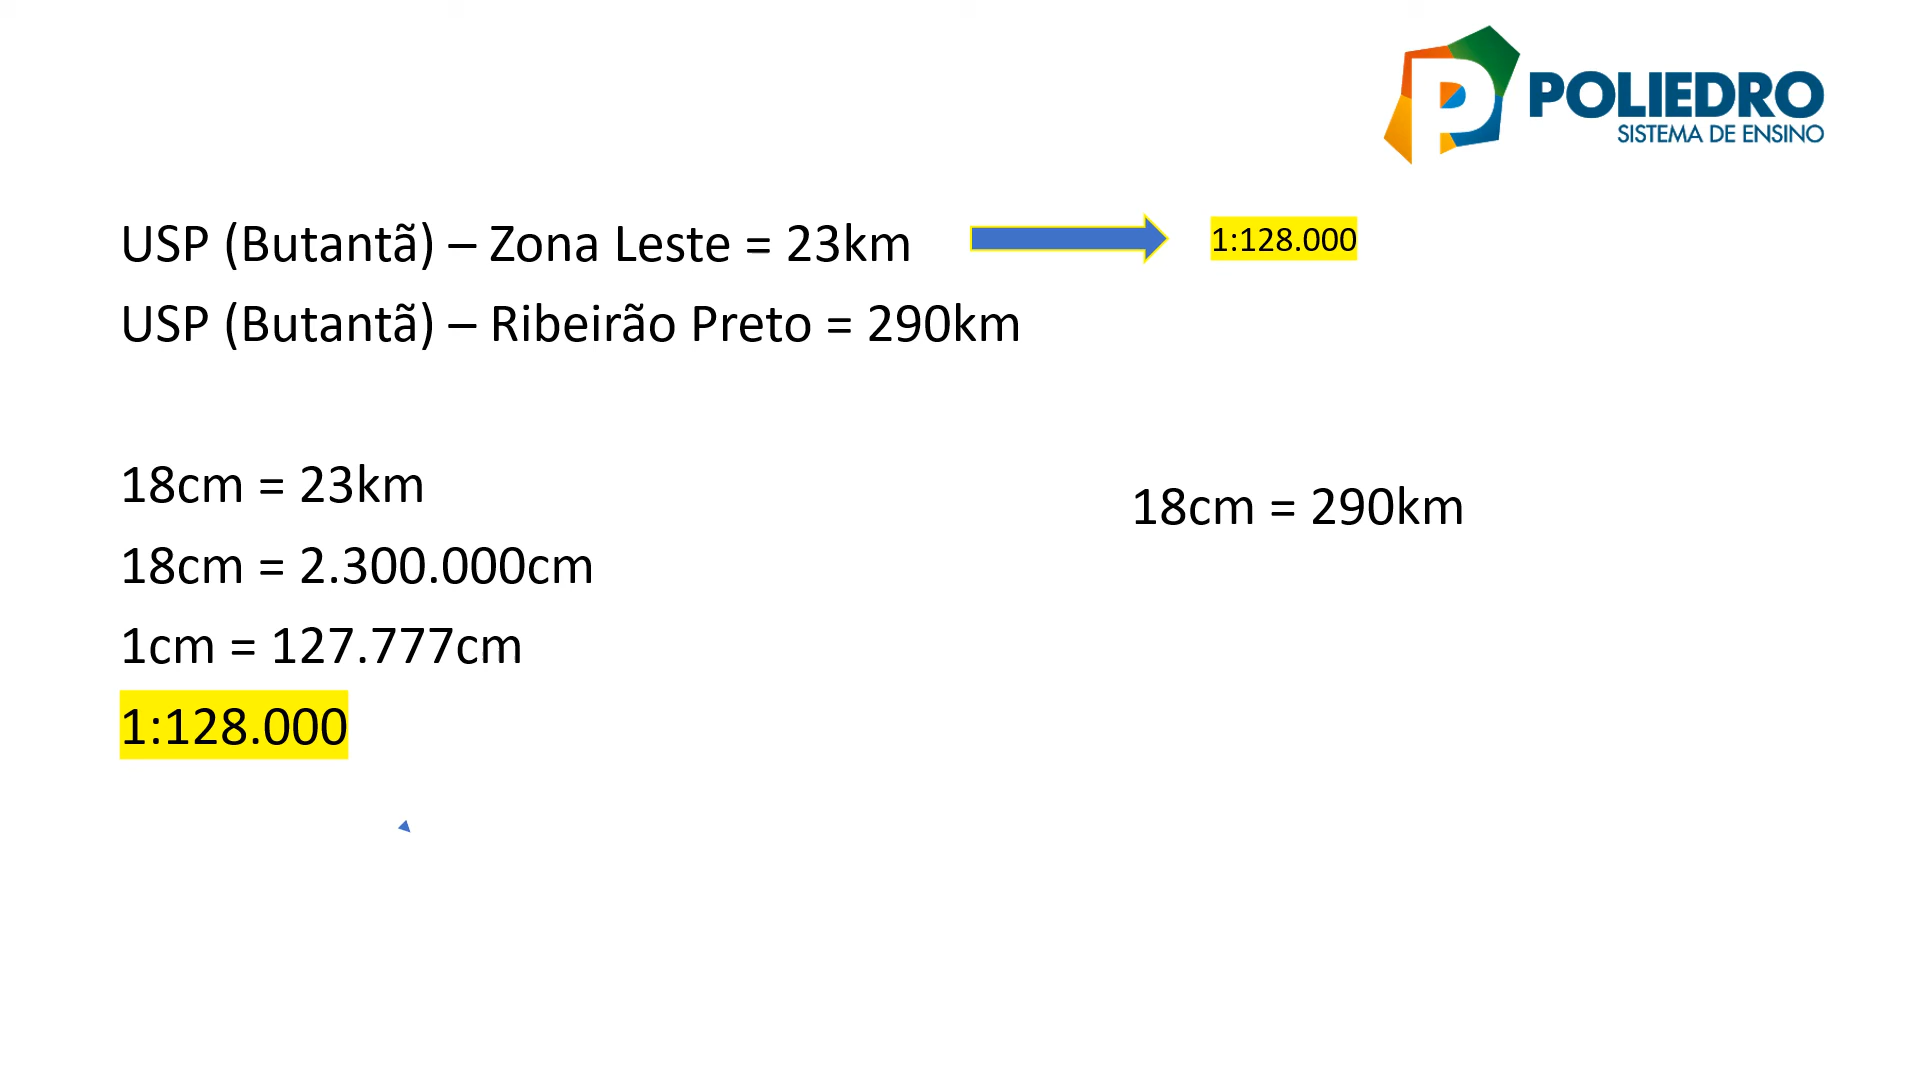 POLIEDRO
SISTEMA DE ENSINO
USP (Butantã) – Zona Leste = 23km
1:128.000
USP (Butantã) – Ribeirão Preto = 290km
18cm = 23km
18cm = 2.300.000cm
1cm = 127.777cm
1:128.000
18cm = 290km